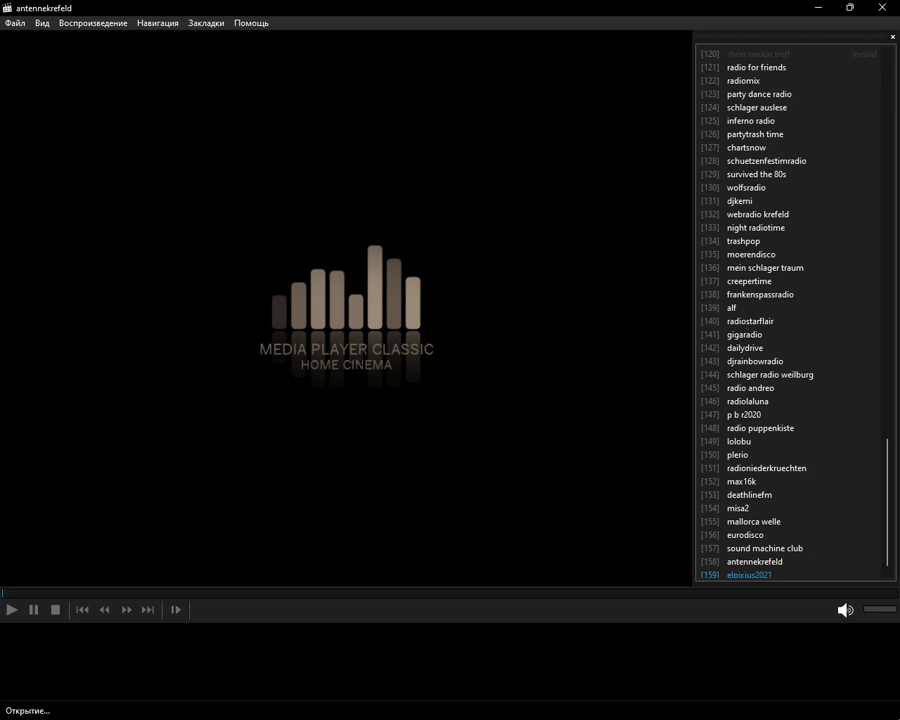 antennekrefeld
Файл Вид Воспроизведение Навигация Закладки Помощь
[120] rhein neckar treff Invalid
[121] radio for friends
[122] radiomix
[123] party dance radio
[124] schlager auslese
[125] inferno radio
[126] partytrash time
[127] chartsnow
[128] schuetzenfestimradio
[129] survived the 80s
[130] wolfsradio
[131] djkemi
[132] webradio krefeld
[133] night radiotime
[134] trashpop
[135] moerendisco
[136] mein schlager traum
[137] creepertime
[138] frankenspassradio
[139] alf
[140] radiostarflair
[141] gigaradio
[142] dailydrive
[143] djrainbowradio
[144] schlager radio weilburg
[145] radio andreo
[146] radiolaluna
[147] p b r2020
[148] radio puppenkiste
[149] lolobu
[150] plerio
[151] radioniederkruechten
[152] max16k
[153] deathlinefm
[154] misa2
[155] mallorca welle
[156] eurodisco
[157] sound machine club
[158] antennekrefeld
[159] elpixius2021
MEDIA PLAYER CLASSIC
HOME CINEMA
Открытие...